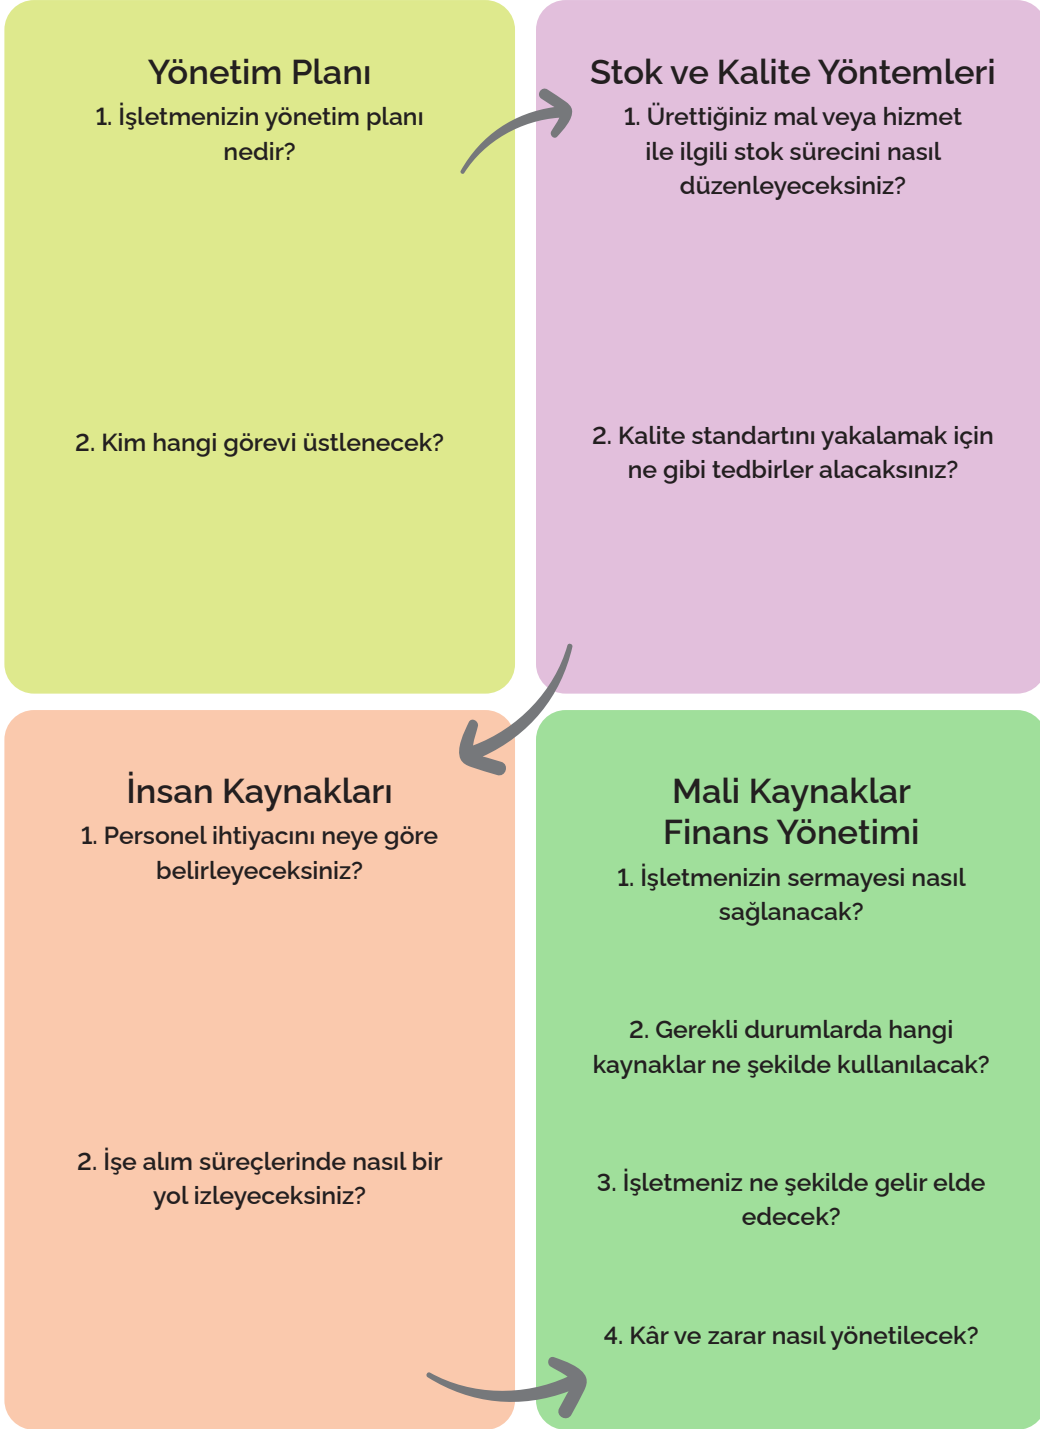 Yönetim Planı
1. İşletmenizin yönetim planı
nedir?
2. Kim hangi görevi üstlenecek?
Stok ve Kalite Yöntemleri
1. Ürettiğiniz mal veya hizmet
ile ilgili stok sürecini nasıl
düzenleyeceksiniz?
2. Kalite standartını yakalamak için
ne gibi tedbirler alacaksınız?
İnsan Kaynakları
1. Personel ihtiyacını neye göre
belirleyeceksiniz?
2. İşe alım süreçlerinde nasıl bir
yol izleyeceksiniz?
Mali Kaynaklar
Finans Yönetimi
1. İşletmenizin sermayesi nasıl
sağlanacak?
2. Gerekli durumlarda hangi
kaynaklar ne şekilde kullanılacak?
3. İşletmeniz ne şekilde gelir elde
edecek?
4. Kâr ve zarar nasıl yönetilecek?